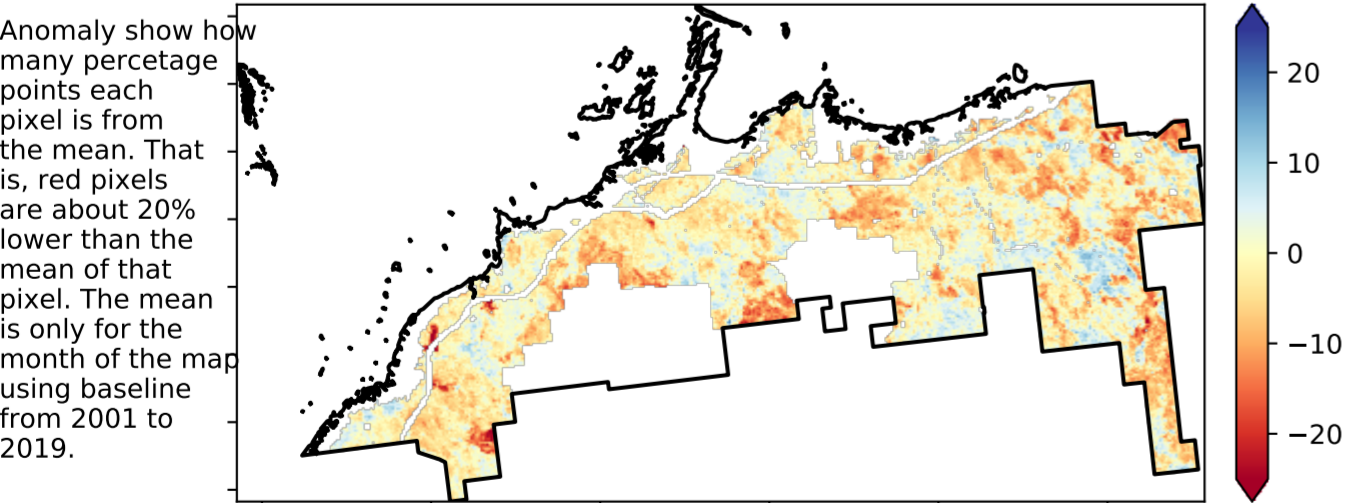 Anomaly show how
many percetage
points each
pixel is from
the mean. That
is, red pixels
are about 20%
lower than the
mean of that
pixel. The mean
is only for the
month of the map
using baseline
from 2001 to
2019.
20
10
0
−10
−20